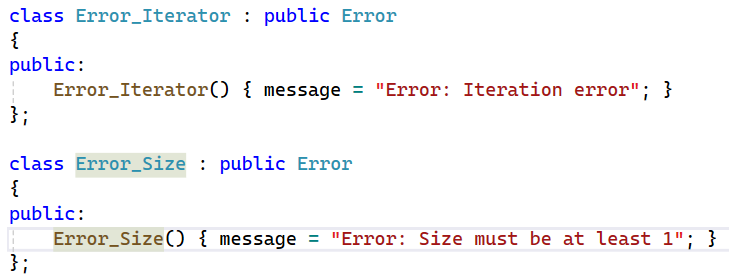 class Error_Iterator : public Error
{
public:
    Error_Iterator() { message = "Error: Iteration error"; }
};

class Error_Size : public Error
{
public:
    Error_Size() { message = "Error: Size must be at least 1"; }
};